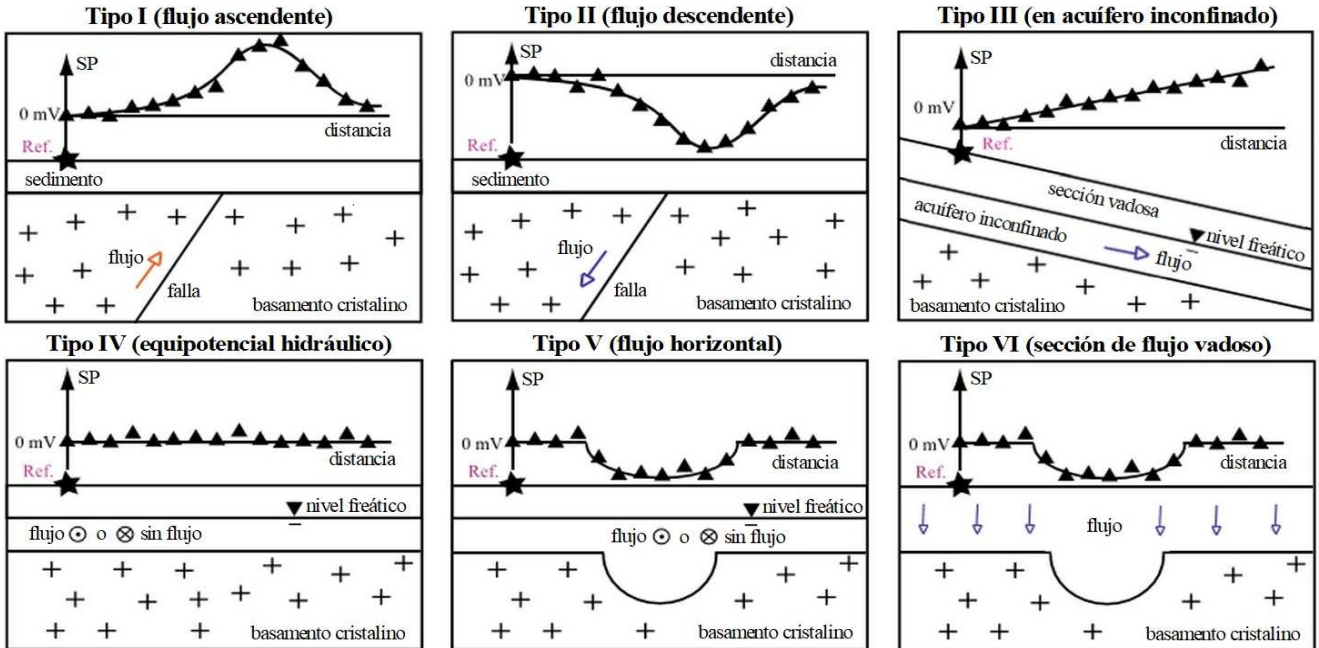 Tipo I (flujo ascendente)
SP
0 mV
distancia
Ref.
sedimento
flujo
falla
basamento cristalino
Tipo II (flujo descendente)
SP
distancia
0 mV
Ref.
sedimento
flujo
falla
basamento cristalino
Tipo III (en acuífero inconfinado)
SP
0 mV
Ref.
distancia
sección vadosa
acuífero inconfinado
nivel freático
flujo
basamento cristalino
Tipo IV (equipotencial hidráulico)
SP
0 mV
distancia
Ref.
nivel freático
flujo ⊙ o ⊗ sin flujo
basamento cristalino
Tipo V (flujo horizontal)
SP
0 mV
distancia
Ref.
nivel freático
flujo ⊙ o ⊗ sin flujo
basamento cristalino
Tipo VI (sección de flujo vadoso)
SP
0 mV
distancia
Ref.
flujo
basamento cristalino